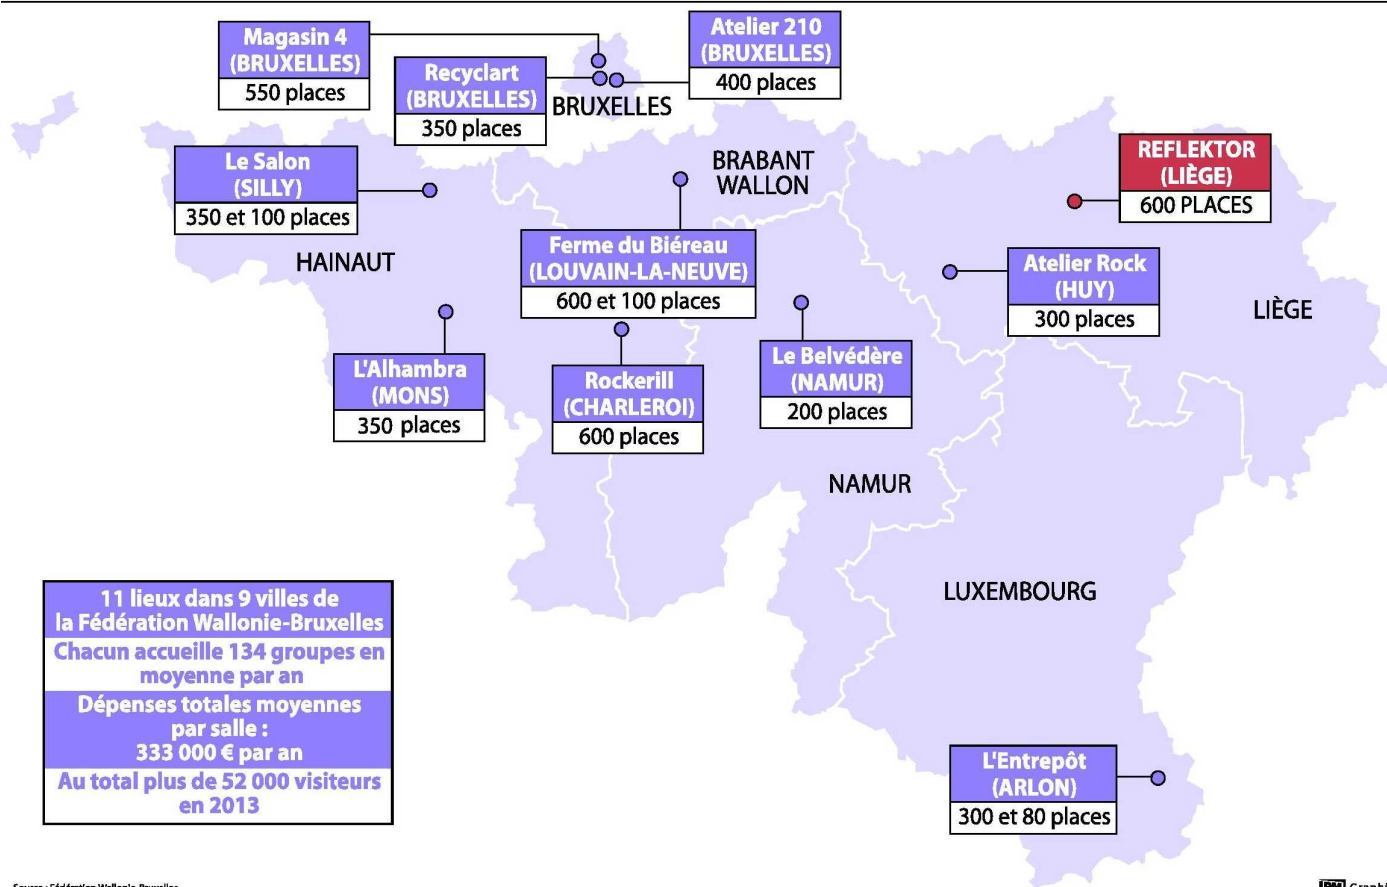 Magasin 4
(BRUXELLES)
550 places
Atelier 210
(BRUXELLES)
400 places
Recyclart
(BRUXELLES)
350 places
BRUXELLES
Le Salon
(SILLY)
350 et 100 places
BRABANT
WALLON
REFLEKTOR
(LIÈGE)
600 PLACES
HAINAUT
Ferme du Biéreau
(LOUVAIN-LA-NEUVE)
600 et 100 places
Atelier Rock
(HUY)
300 places
LIÈGE
L'Alhambra
(MONS)
350 places
Rockerill
(CHARLEROI)
600 places
Le Belvédère
(NAMUR)
200 places
NAMUR
LUXEMBOURG
11 lieux dans 9 villes de
la Fédération Wallonie-Bruxelles
Chacun accueille 134 groupes en
moyenne par an
Dépenses totales moyennes
par salle :
333 000 € par an
Au total plus de 52 000 visiteurs
en 2013
L'Entrepôt
(ARLON)
300 et 80 places
Source : Fédération Wallonie-Bruxelles